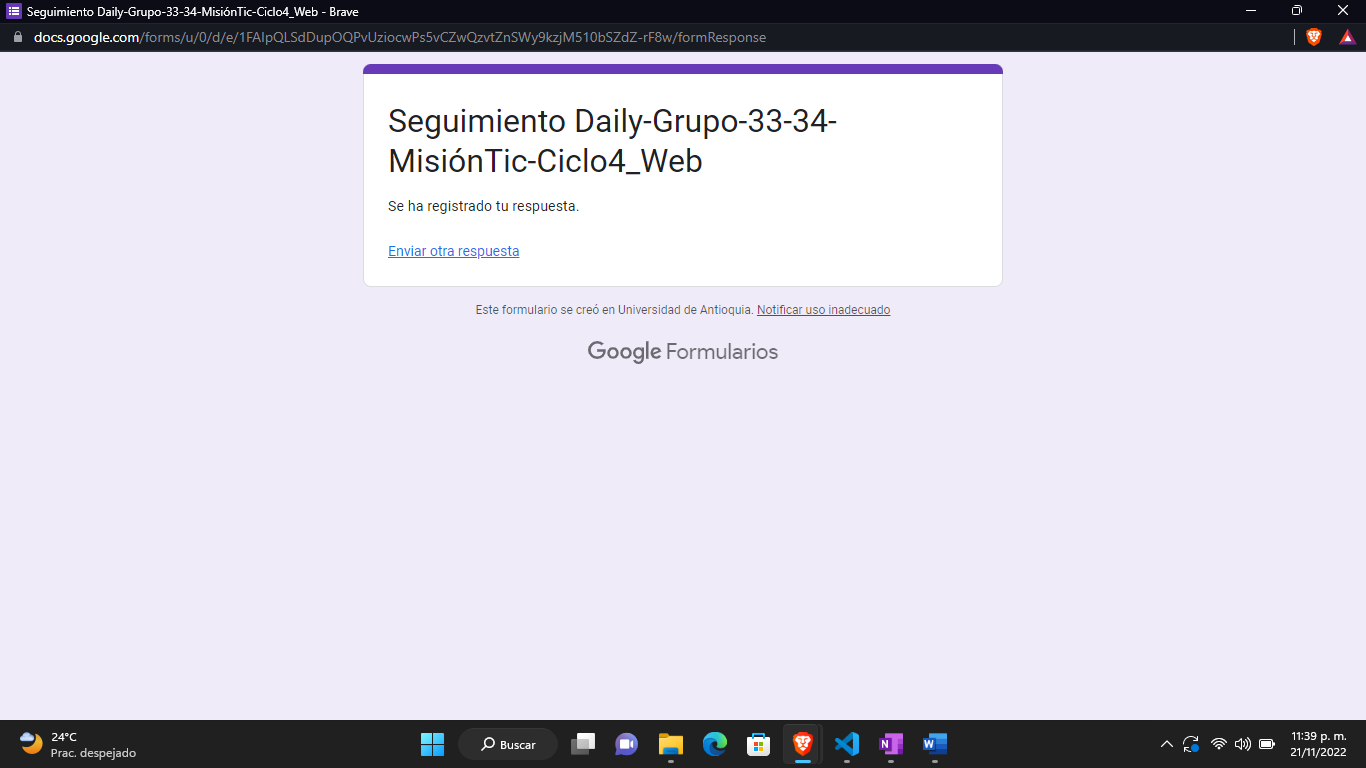 Seguimiento Daily-Grupo-33-34-MisiónTic-Ciclo4_Web - Brave
docs.google.com/forms/u/0/d/e/1FAIpQLSdDupOQPvUziocwPs5vCZwQzvtZnSWy9kzjM510bSZdZ-rF8w/formResponse
Seguimiento Daily-Grupo-33-34-
MisiónTic-Ciclo4_Web
Se ha registrado tu respuesta.
Enviar otra respuesta
Este formulario se creó en Universidad de Antioquia. Notificar uso inadecuado
Google Formularios
24°C
Prac. despejado
Buscar
11:39 p. m.
21/11/2022